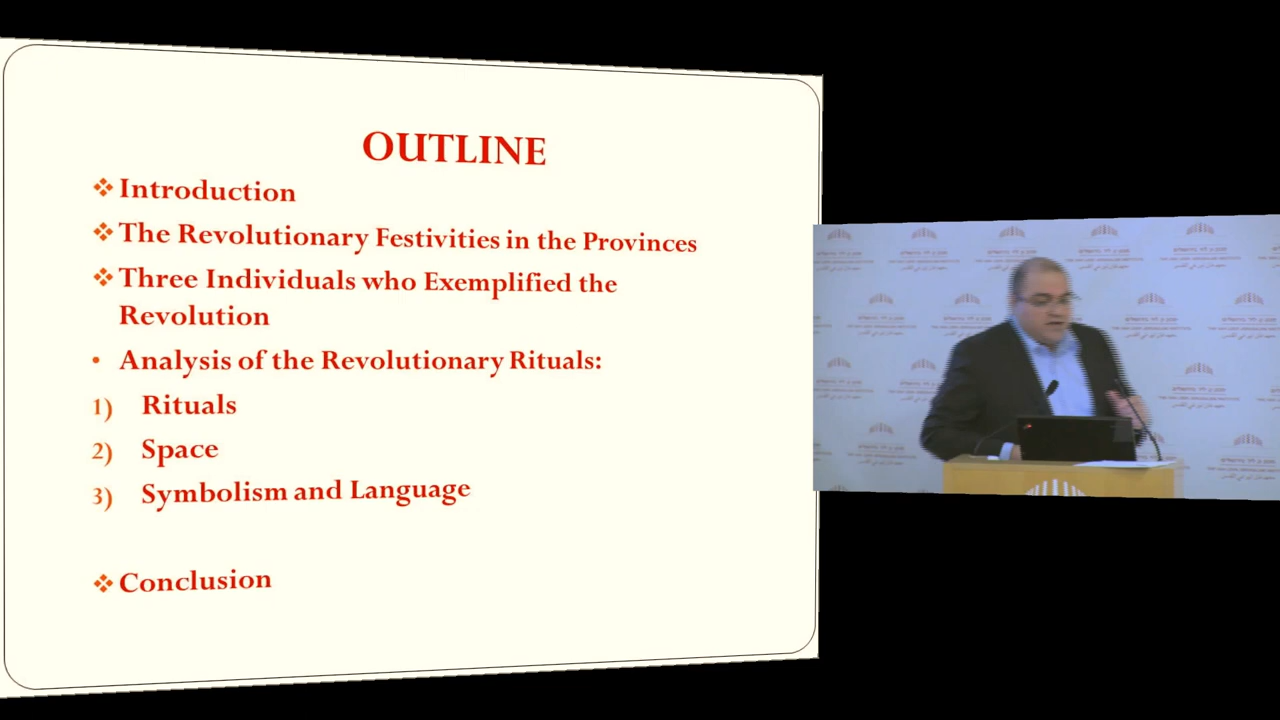 OUTLINE
❖ Introduction
❖ The Revolutionary Festivities in the Provinces
❖ Three Individuals who Exemplified the
Revolution
• Analysis of the Revolutionary Rituals:
1) Rituals
2) Space
3) Symbolism and Language
❖ Conclusion